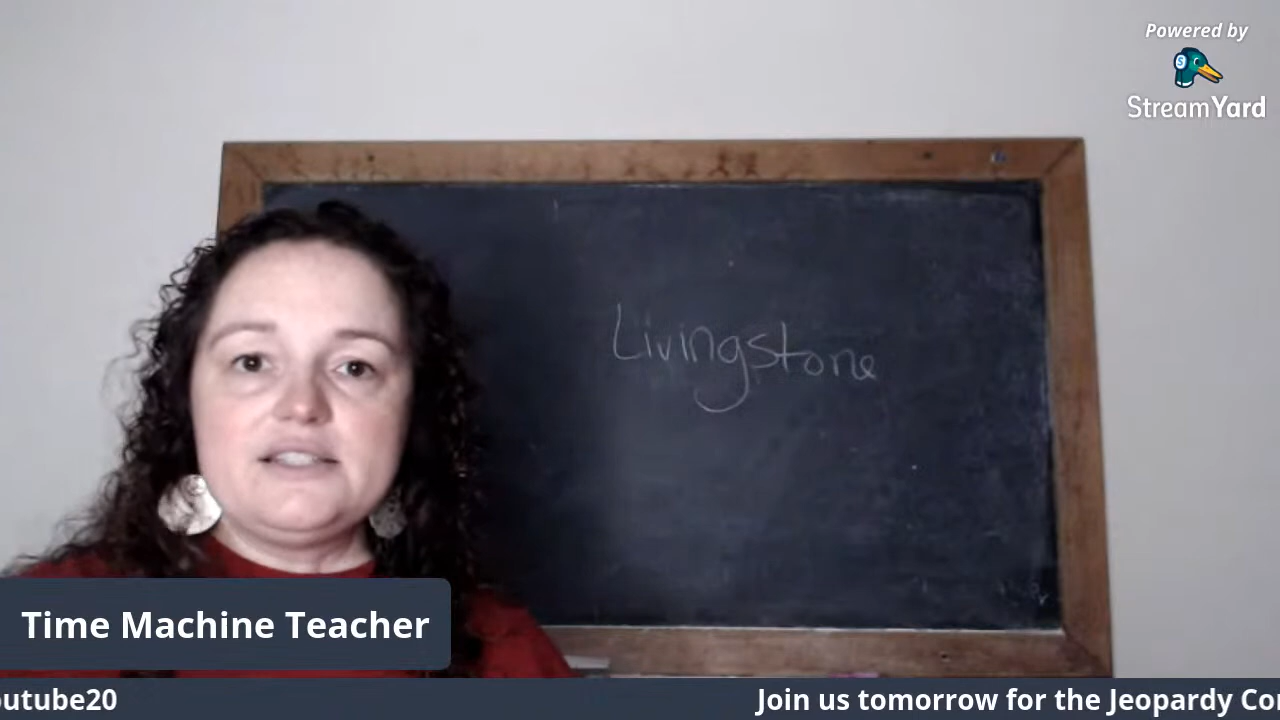 Powered by
StreamYard
Livingstone
Time Machine Teacher
outube20 Join us tomorrow for the Jeopardy Co